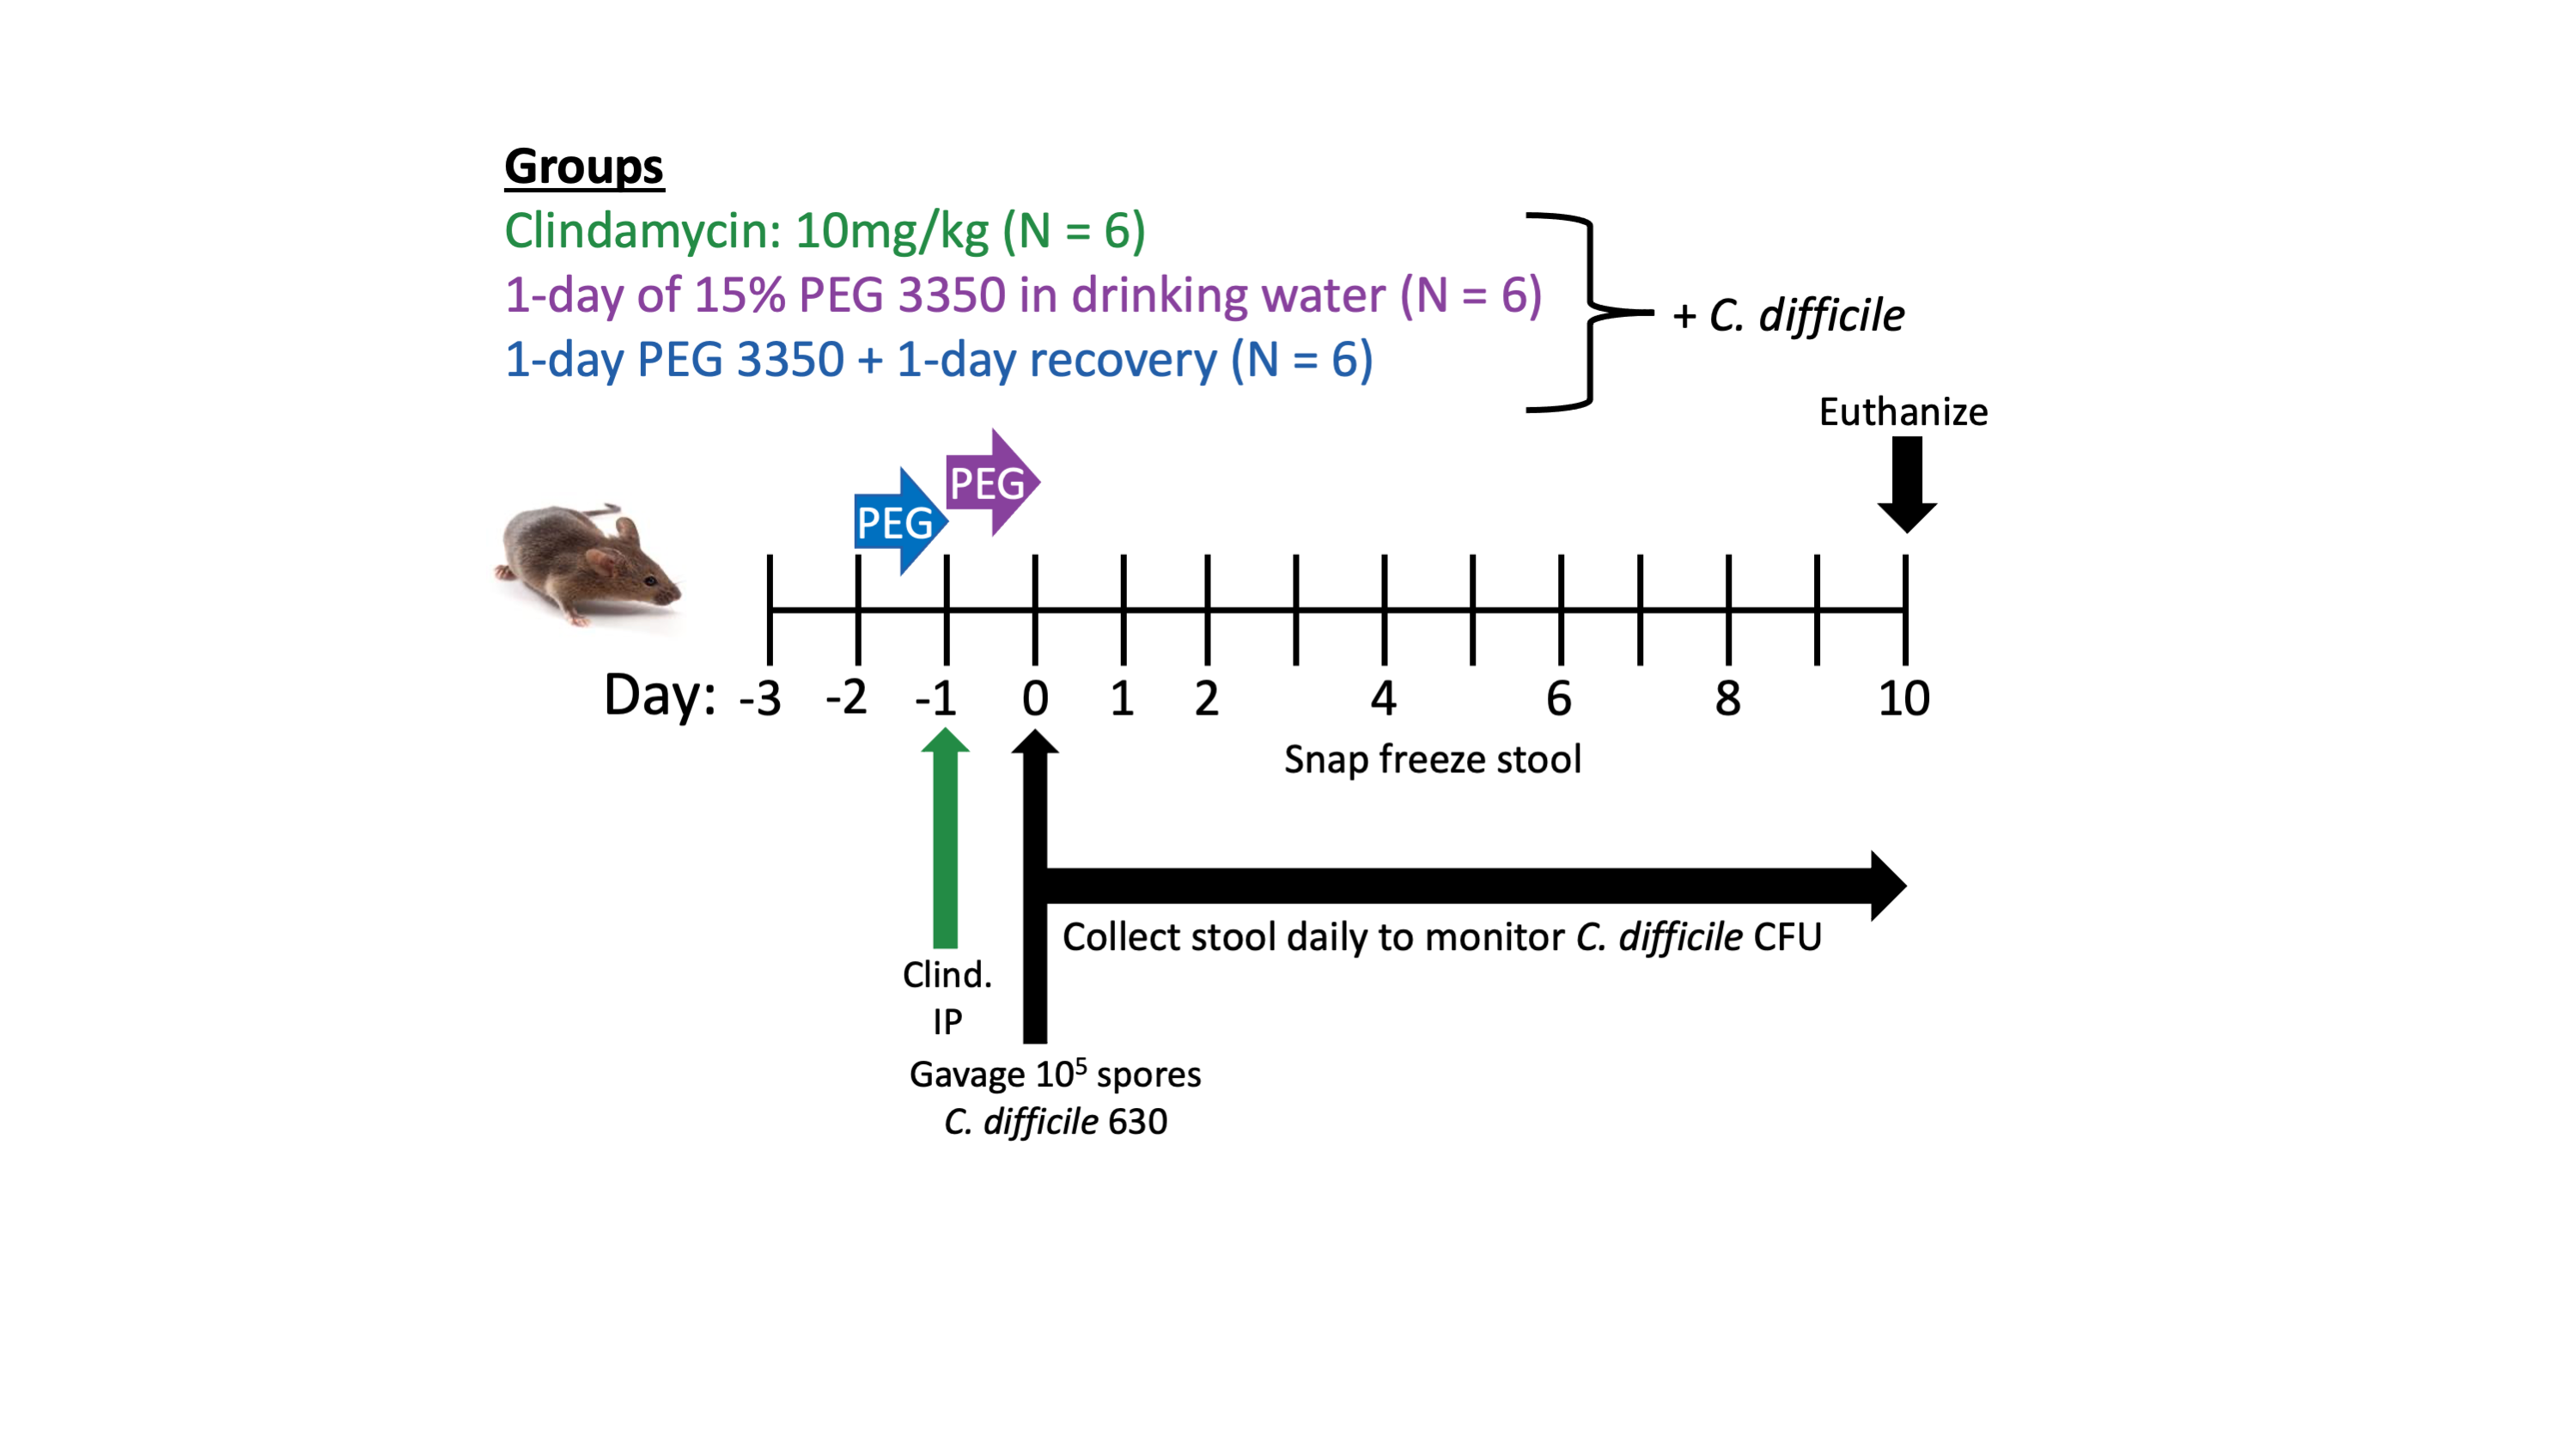 Groups
Clindamycin: 10mg/kg (N = 6)
1-day of 15% PEG 3350 in drinking water (N = 6)
1-day PEG 3350 + 1-day recovery (N = 6)
+ C. difficile
Euthanize
PEG
PEG
Day: -3 -2 -1 0 1 2 4 6 8 10
Snap freeze stool
Collect stool daily to monitor C. difficile CFU
Clind.
IP
Gavage 10⁵ spores
C. difficile 630